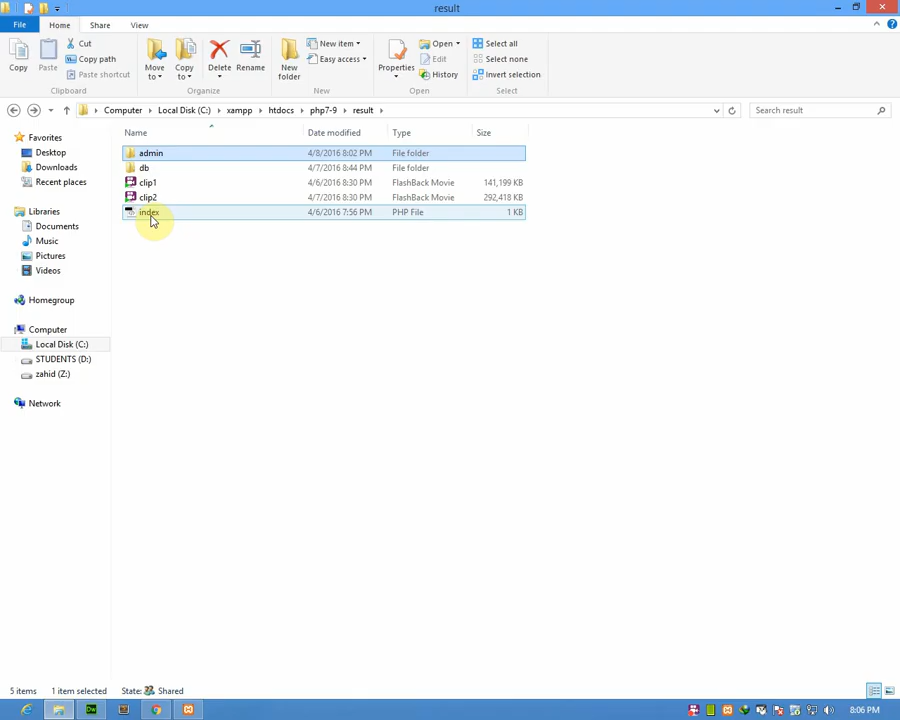 result
File Home Share View
Copy Paste Cut Copy path Paste shortcut Move to Copy to Delete Rename New folder New item Easy access Properties Open Edit History Select all Select none Invert selection
Clipboard Organize New Open Select
Computer Local Disk (C:) xampp htdocs php7-9 result Search result
Name Date modified Type Size
Favorites
Desktop
Downloads
Recent places
Libraries
Documents
Music
Pictures
Videos
Homegroup
Computer
Local Disk (C:)
STUDENTS (D:)
zahid (Z:)
Network
admin 4/8/2016 8:02 PM File folder
db 4/7/2016 8:44 PM File folder
clip1 4/6/2016 8:30 PM FlashBack Movie 141,199 KB
clip2 4/7/2016 8:30 PM FlashBack Movie 292,418 KB
index 4/6/2016 7:56 PM PHP File 1 KB
5 items 1 item selected State: Shared
Dw 8:06 PM